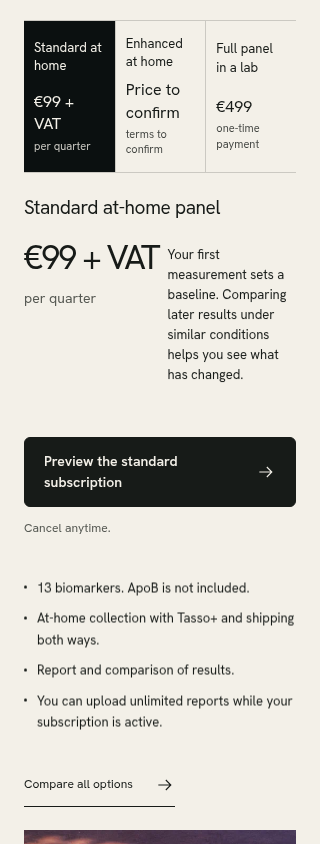 Standard at
home
€99 +
VAT
per quarter
Enhanced
at home
Price to
confirm
terms to
confirm
Full panel
in a lab
€499
one-time
payment
Standard at-home panel
€99 + VAT
per quarter
Your first
measurement sets a
baseline. Comparing
later results under
similar conditions
helps you see what
has changed.
Preview the standard
subscription
Cancel anytime.
• 13 biomarkers. ApoB is not included.
• At-home collection with Tasso+ and shipping
both ways.
• Report and comparison of results.
• You can upload unlimited reports while your
subscription is active.
Compare all options